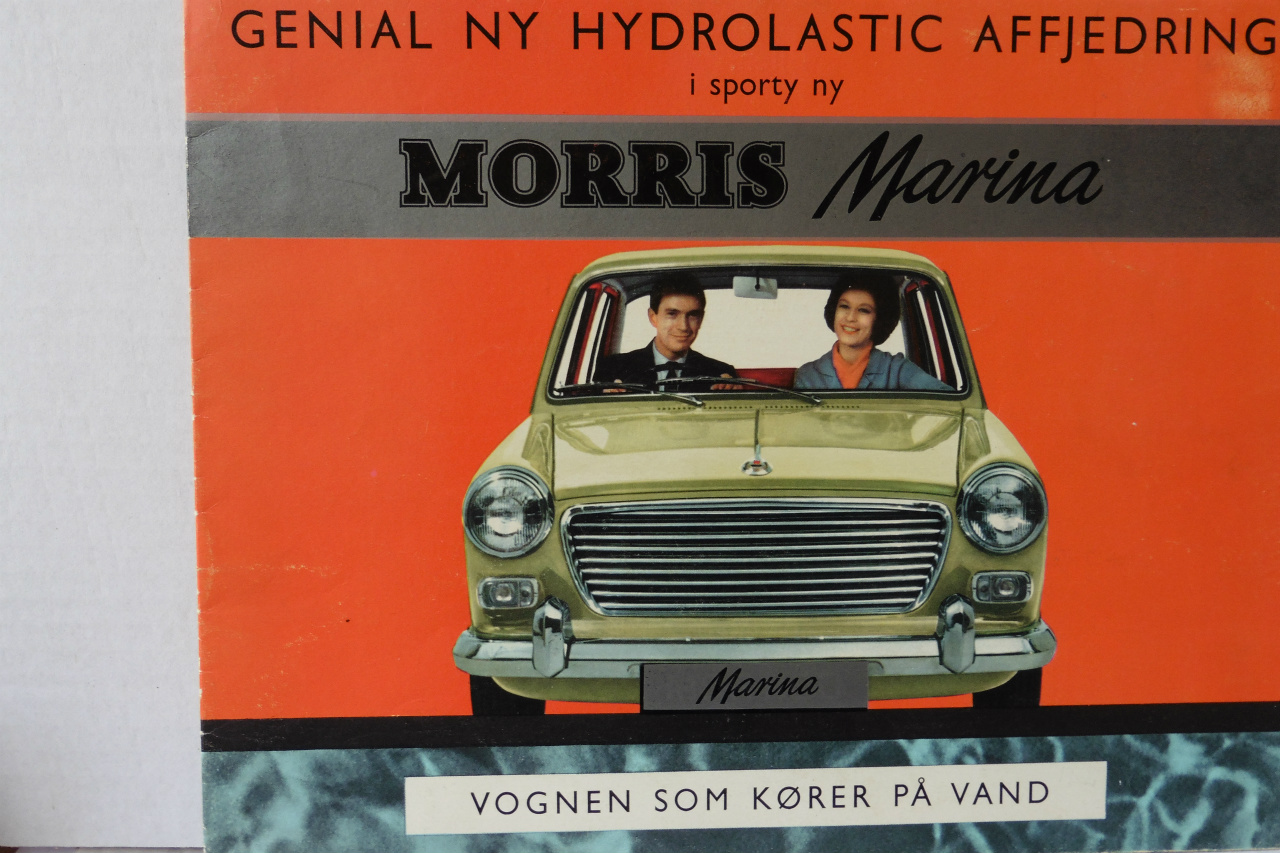 GENIAL NY HYDROLASTIC AFFJEDRING
i sporty ny
MORRIS Marina
Marina
VOGNEN SOM KØRER PÅ VAND